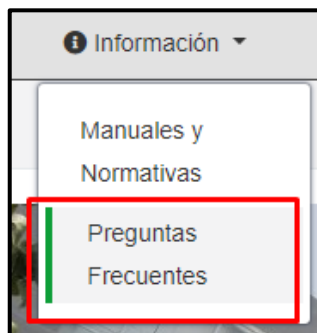 Información
Manuales y
Normativas
Preguntas
Frecuentes